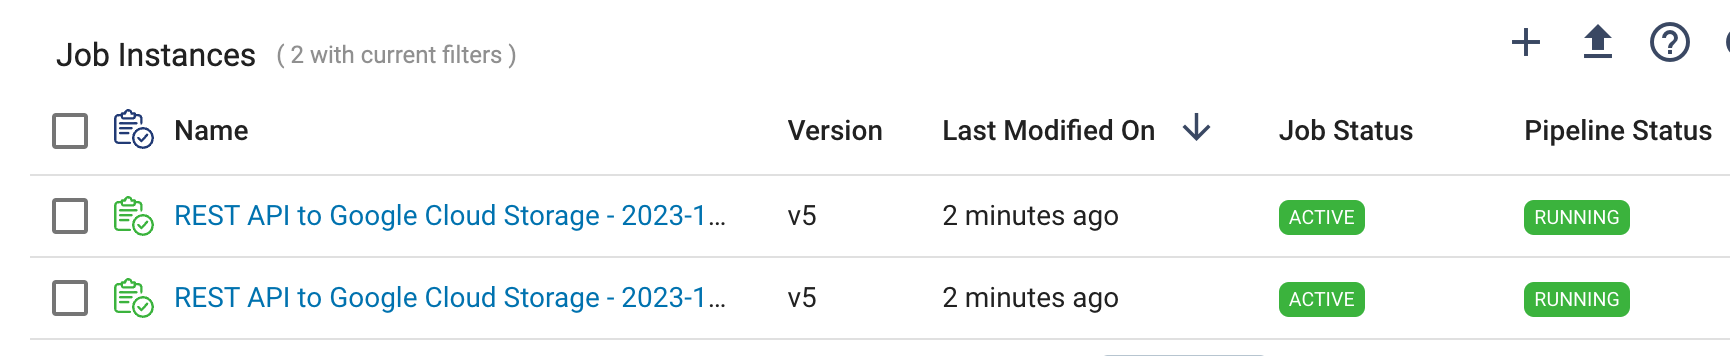 Job Instances ( 2 with current filters )
Name Version Last Modified On Job Status Pipeline Status
REST API to Google Cloud Storage - 2023-1... v5 2 minutes ago ACTIVE RUNNING
REST API to Google Cloud Storage - 2023-1... v5 2 minutes ago ACTIVE RUNNING